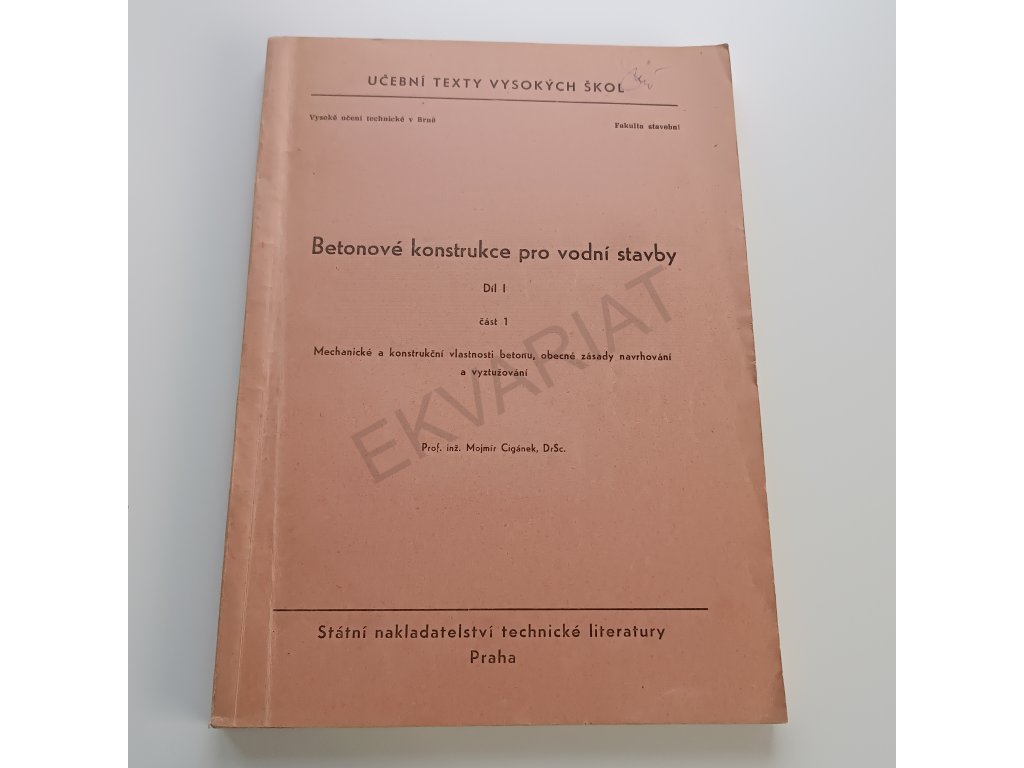 UČEBNÍ TEXTY VYSOKÝCH ŠKOL
Vysoké učení technické v Brně
Fakulta stavební
Betonové konstrukce pro vodní stavby
Díl I
část 1
Mechanické a konstrukční vlastnosti betonu, obecné zásady navrhování
a vyztužování
Prof. inž. Mojmír Cigánek, DrSc.
Státní nakladatelství technické literatury
Praha
EKVARIAT